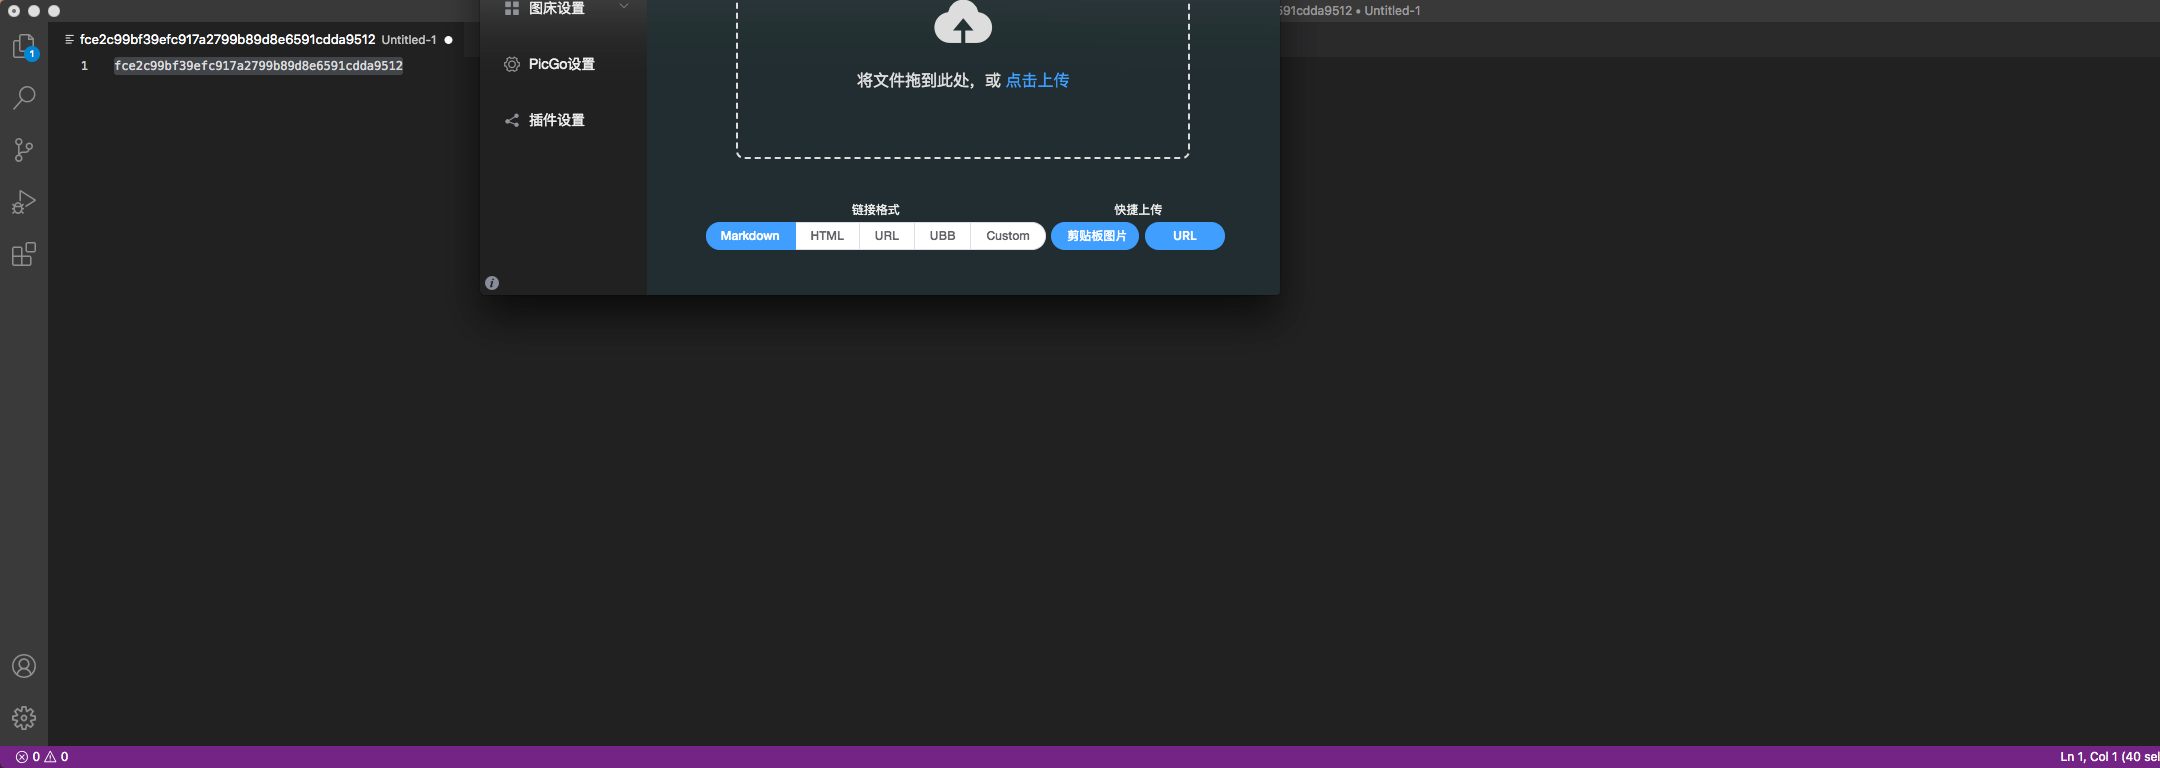 591cdda9512 • Untitled-1
fce2c99bf39efc917a2799b89d8e6591cdda9512 Untitled-1
1
1 fce2c99bf39efc917a2799b89d8e6591cdda9512
图床设置
PicGo设置
插件设置
将文件拖到此处，或 点击上传
链接格式
快捷上传
Markdown HTML URL UBB Custom
剪贴板图片 URL
0 0
Ln 1, Col 1 (40 sel